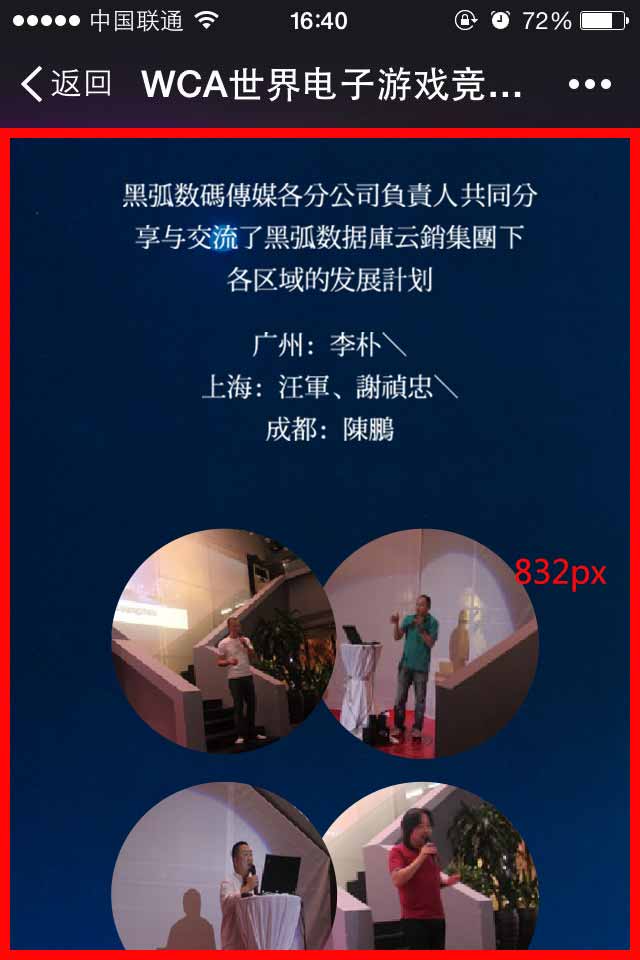 中国联通
16:40
72%
返回
WCA世界电子游戏竞...
黑弧数碼傳媒各分公司負責人共同分
享与交流了黑弧数据庫云銷集團下
各区域的发展計划
广州：李朴＼
上海：汪軍、謝禎忠＼
成都：陳鵬
832px